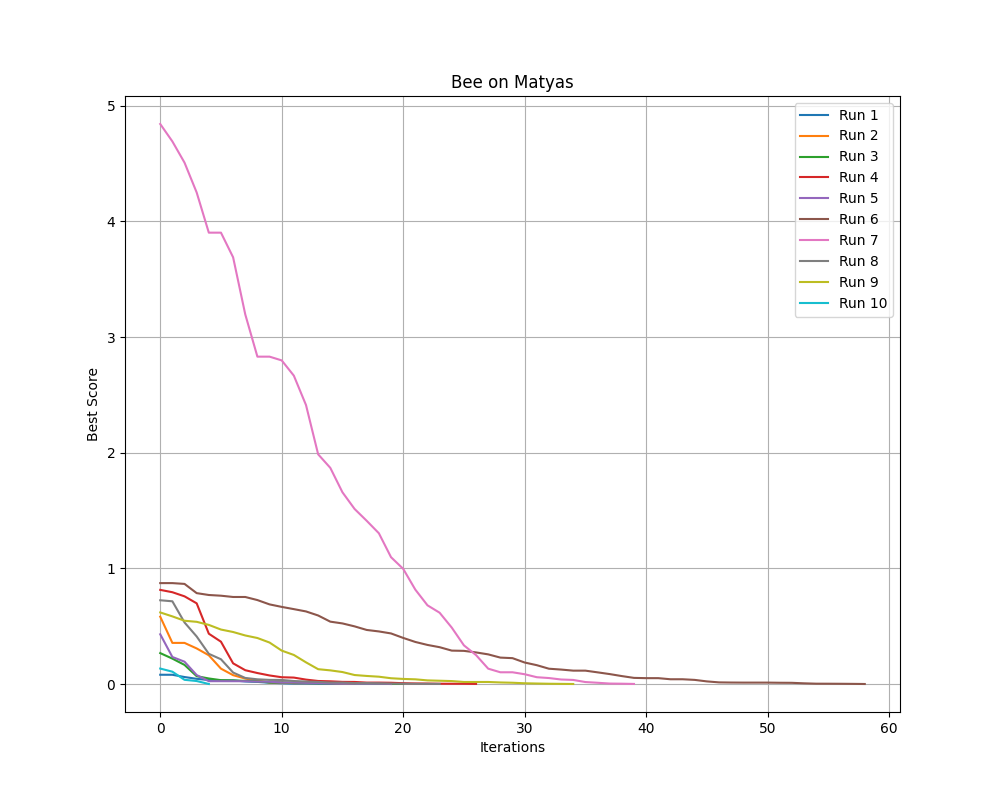 Bee on Matyas
Best Score
5
4
3
2
1
0
0 10 20 30 40 50 60
Iterations
Run 1
Run 2
Run 3
Run 4
Run 5
Run 6
Run 7
Run 8
Run 9
Run 10